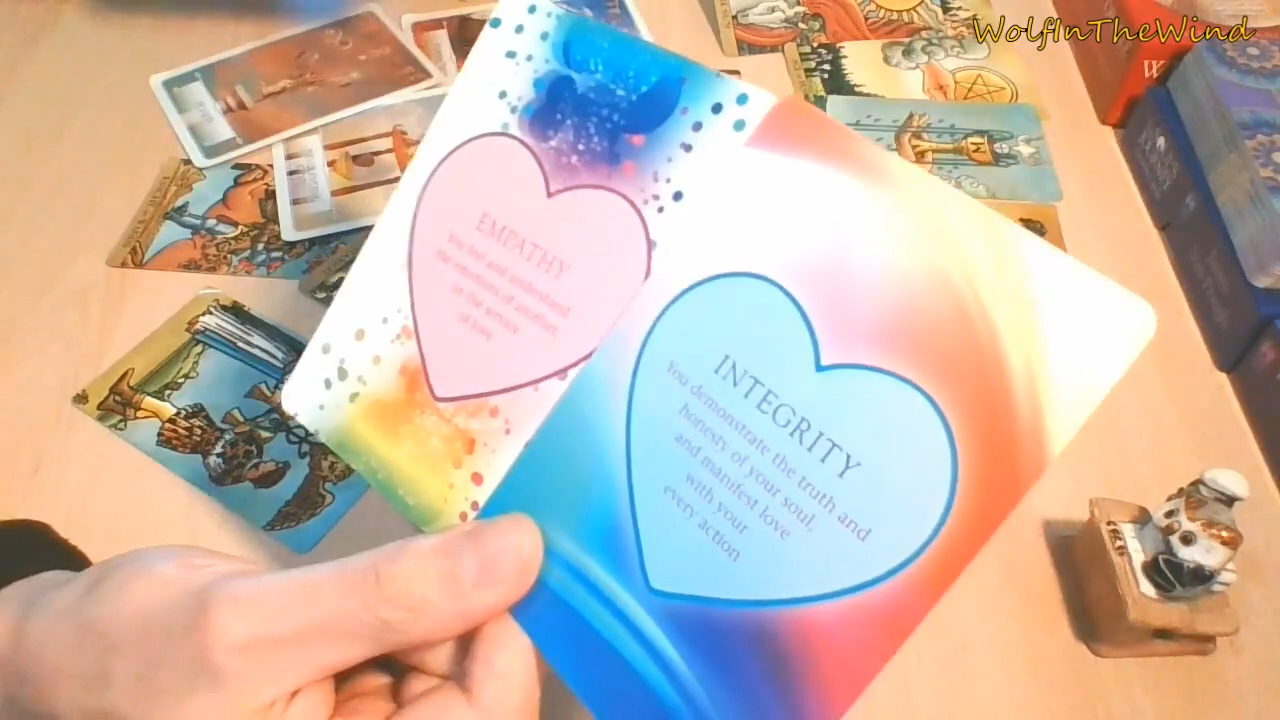 WolfInTheWind
EMPATHY
You feel and understand
the emotions of another,
in the service
of love
INTEGRITY
You demonstrate the truth and
honesty of your soul,
and manifest love
with your
every action